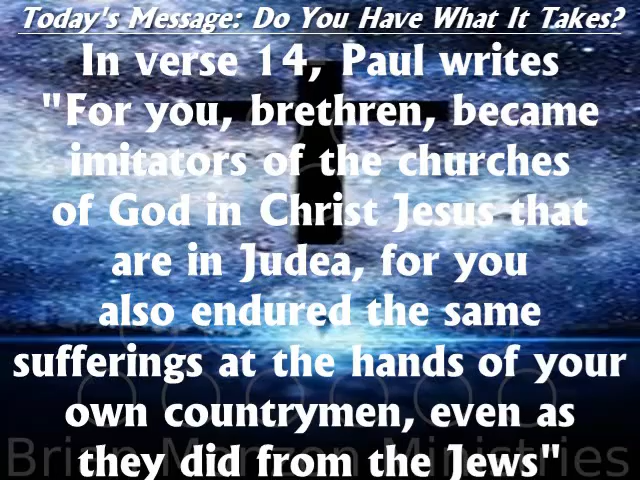 Today's Message: Do You Have What It Takes?
In verse 14, Paul writes
"For you, brethren, became
imitators of the churches
of God in Christ Jesus that
are in Judea, for you
also endured the same
sufferings at the hands of your
own countrymen, even as
they did from the Jews"
Brian Monzon Ministries